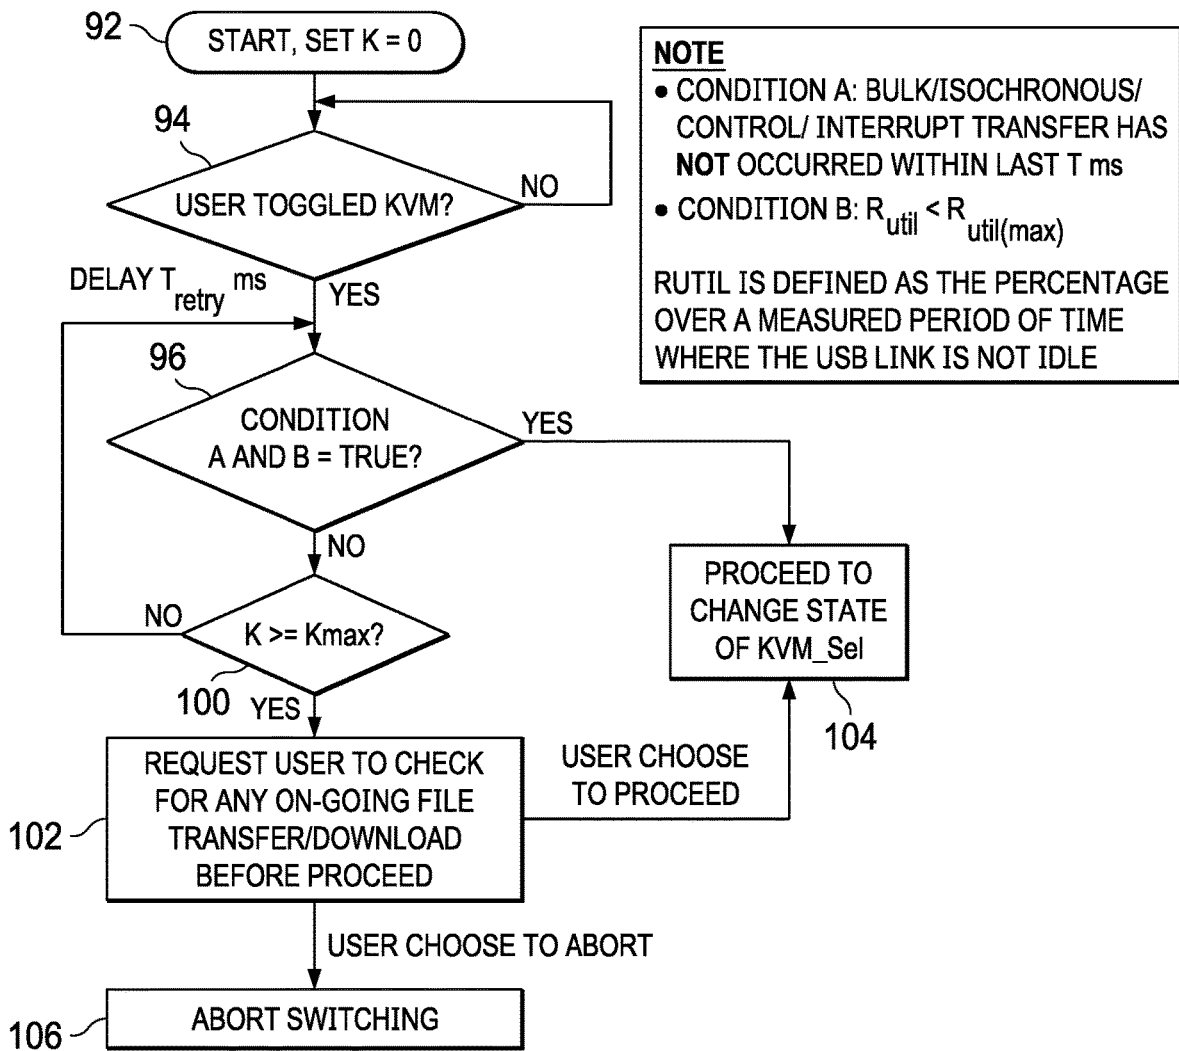 92
START, SET K = 0
94
USER TOGGLED KVM?
NO
DELAY T retry ms
YES
96
CONDITION
A AND B = TRUE?
YES
NO
NO
K >= Kmax?
100
YES
PROCEED TO
CHANGE STATE
OF KVM_Sel
104
102
REQUEST USER TO CHECK
FOR ANY ON-GOING FILE
TRANSFER/DOWNLOAD
BEFORE PROCEED
USER CHOOSE
TO PROCEED
USER CHOOSE TO ABORT
106
ABORT SWITCHING
NOTE
• CONDITION A: BULK/ISOCHRONOUS/
CONTROL/ INTERRUPT TRANSFER HAS
NOT OCCURRED WITHIN LAST T ms
• CONDITION B: R util < R util(max)
RUTIL IS DEFINED AS THE PERCENTAGE
OVER A MEASURED PERIOD OF TIME
WHERE THE USB LINK IS NOT IDLE